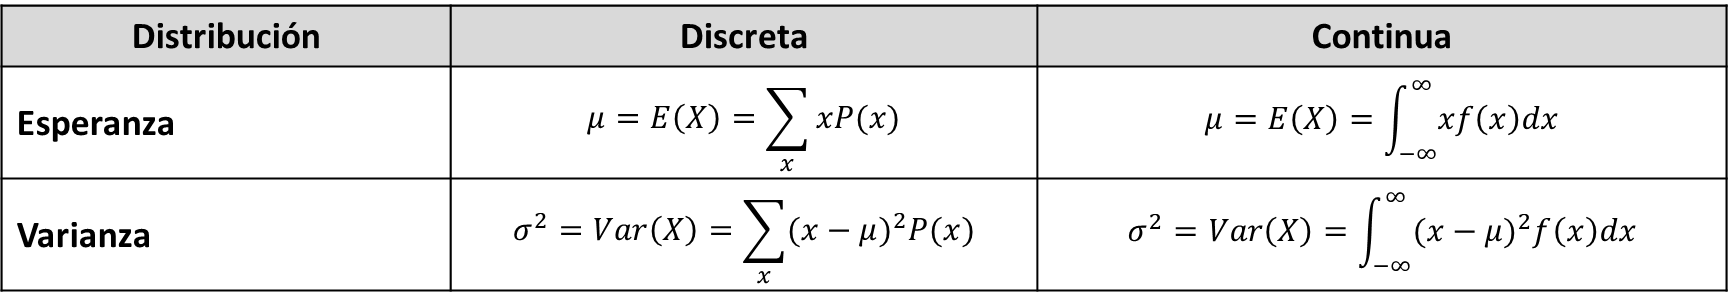 Distribución Discreta Continua
Esperanza μ = E(X) = ∑ₓ xP(x) μ = E(X) = ∫₋∞^∞ xf(x)dx
Varianza σ² = Var(X) = ∑ₓ (x − μ)²P(x) σ² = Var(X) = ∫₋∞^∞ (x − μ)²f(x)dx